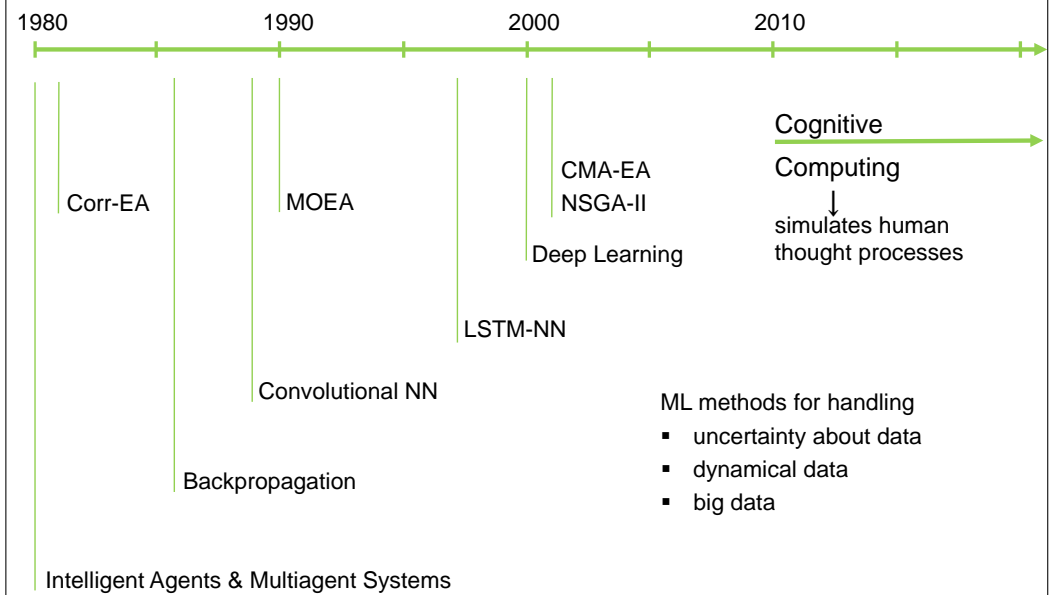 1980 1990 2000 2010
Cognitive
Computing
CMA-EA
NSGA-II
Corr-EA
MOEA
↓
simulates human
thought processes
Deep Learning
LSTM-NN
Convolutional NN
ML methods for handling
▪ uncertainty about data
▪ dynamical data
▪ big data
Backpropagation
Intelligent Agents & Multiagent Systems